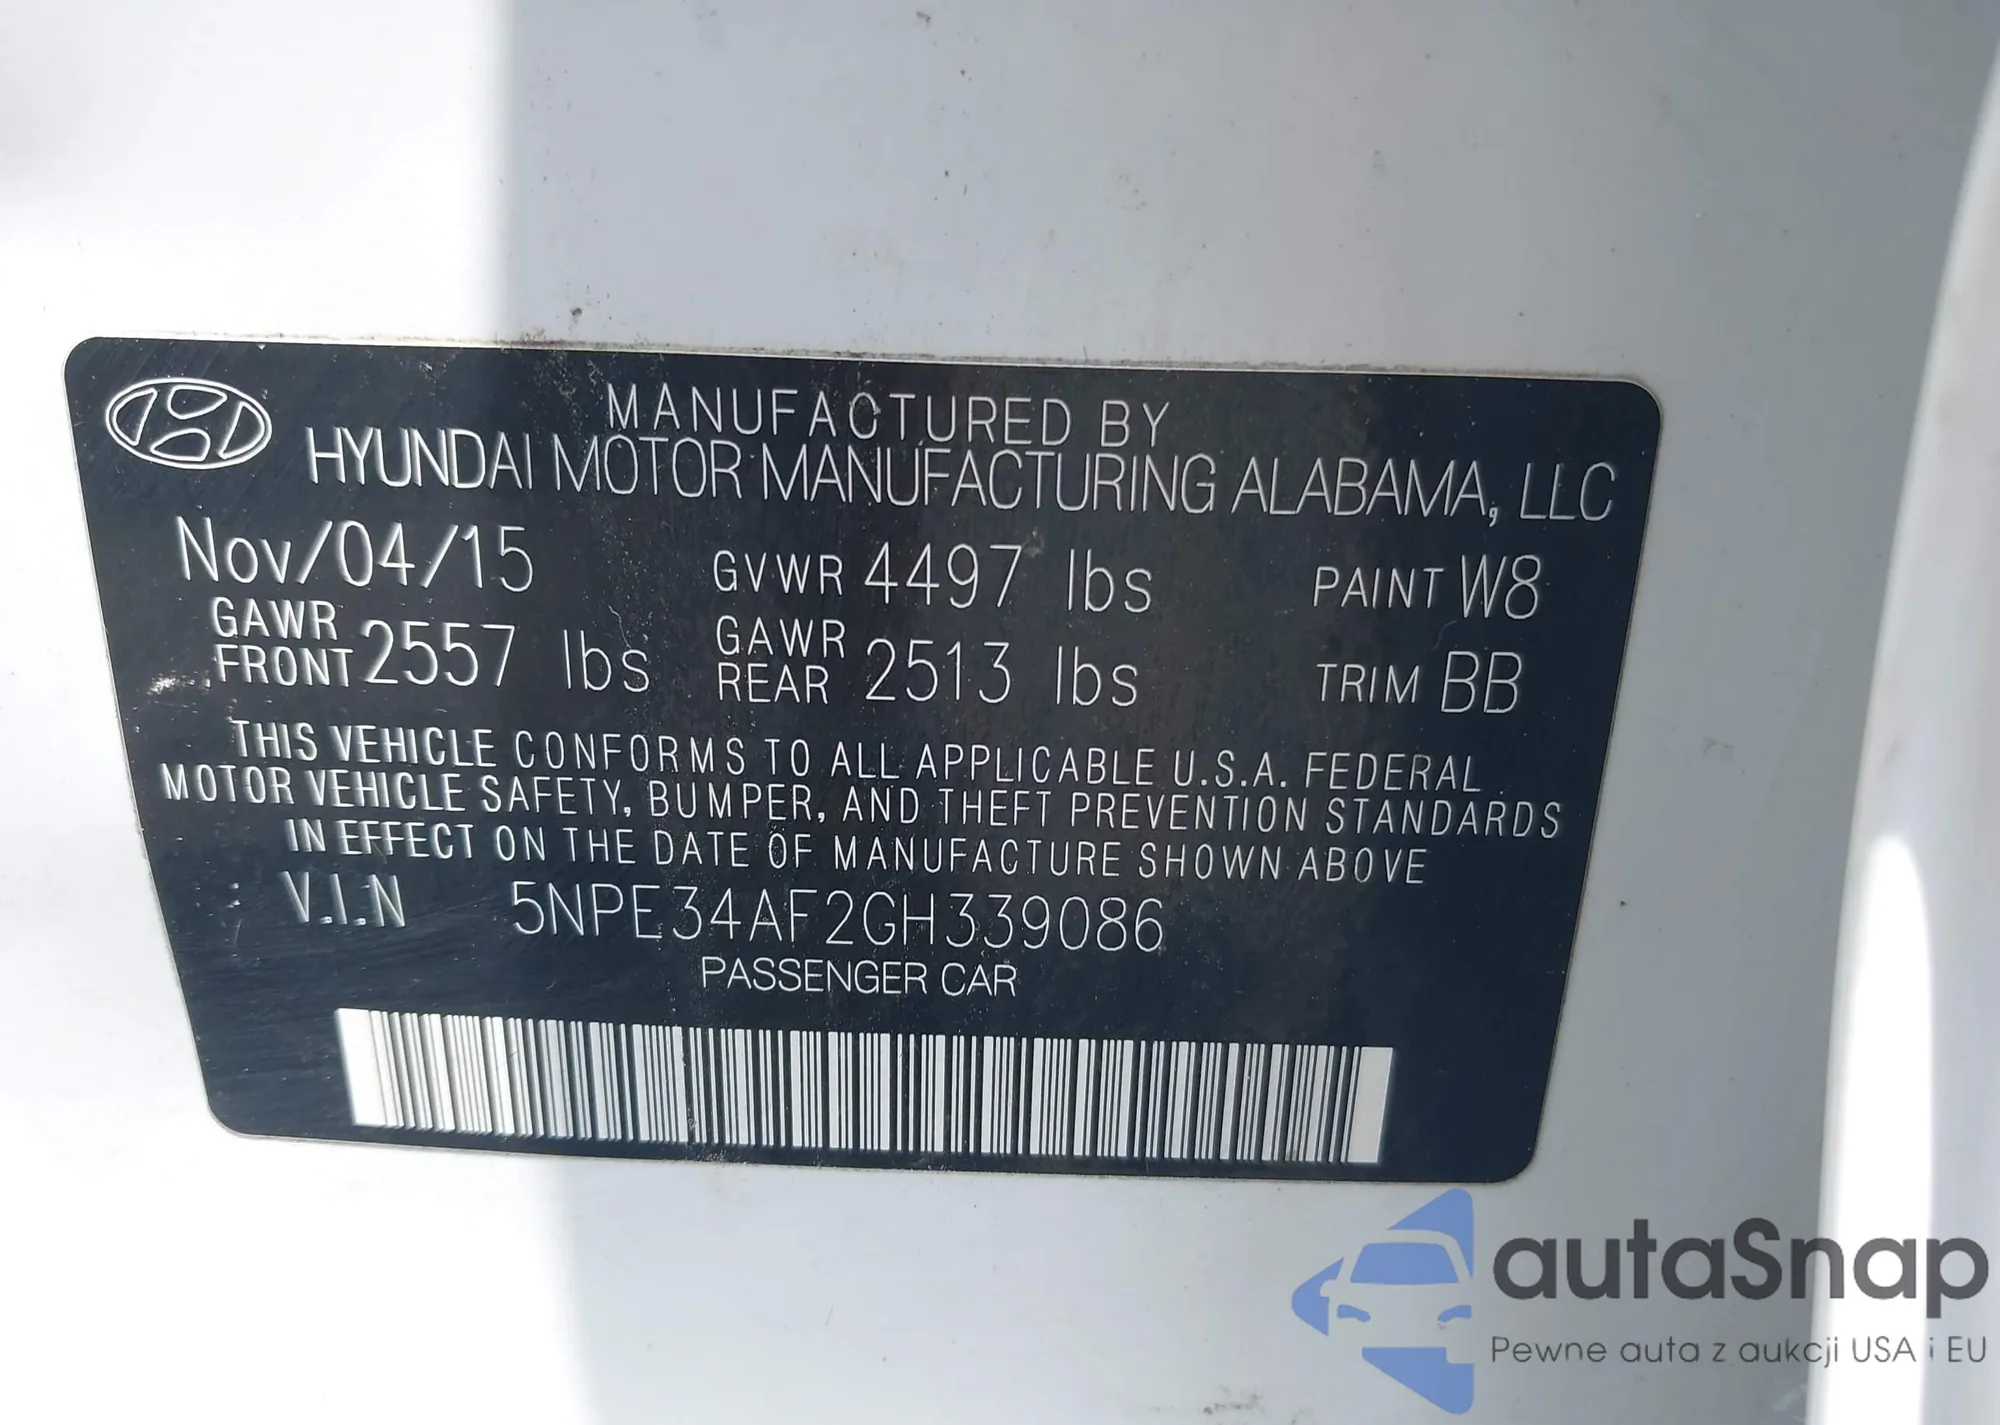 MANUFACTURED BY
HYUNDAI MOTOR MANUFACTURING ALABAMA, LLC
Nov/04/15 GVWR 4497 lbs PAINT W8
GAWR FRONT 2557 lbs GAWR REAR 2513 lbs TRIM BB
THIS VEHICLE CONFORMS TO ALL APPLICABLE U.S.A. FEDERAL
MOTOR VEHICLE SAFETY, BUMPER, AND THEFT PREVENTION STANDARDS
IN EFFECT ON THE DATE OF MANUFACTURE SHOWN ABOVE
: V.I.N 5NPE34AF2GH339086
PASSENGER CAR
autaSnap
Pewne auta z aukcji USA i EU